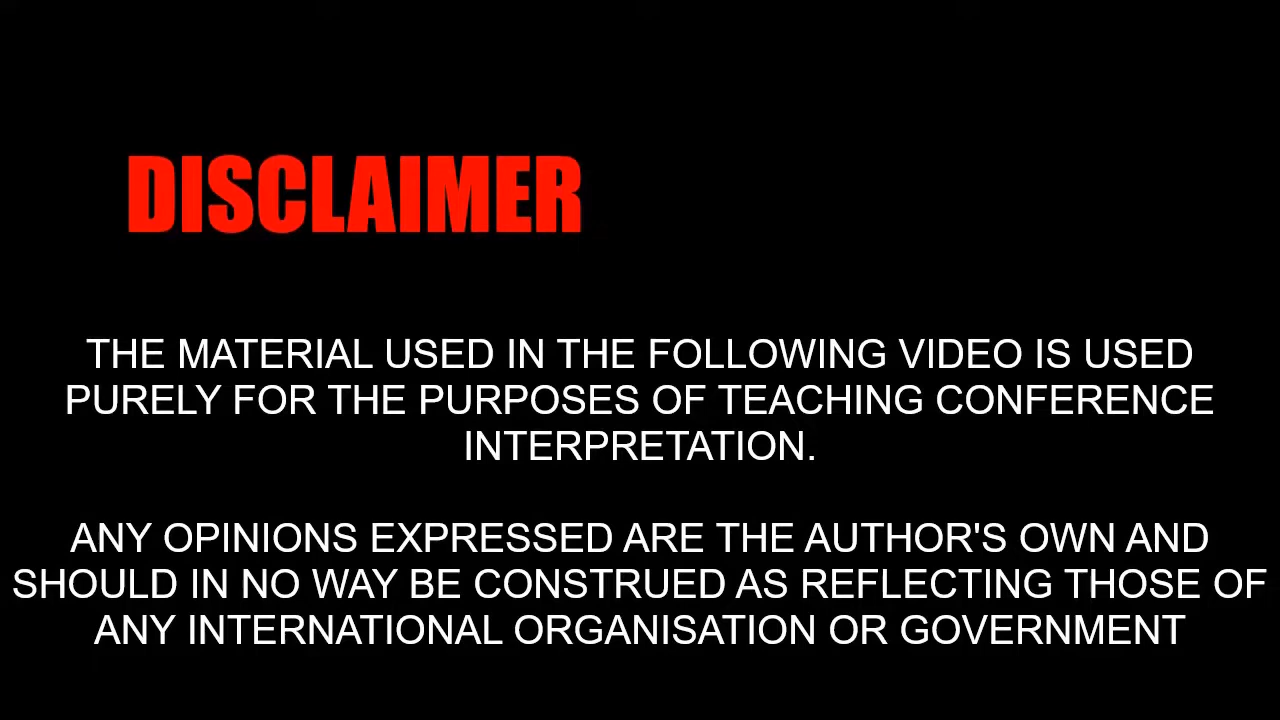 DISCLAIMER
THE MATERIAL USED IN THE FOLLOWING VIDEO IS USED
PURELY FOR THE PURPOSES OF TEACHING CONFERENCE
INTERPRETATION.
ANY OPINIONS EXPRESSED ARE THE AUTHOR'S OWN AND
SHOULD IN NO WAY BE CONSTRUED AS REFLECTING THOSE OF
ANY INTERNATIONAL ORGANISATION OR GOVERNMENT